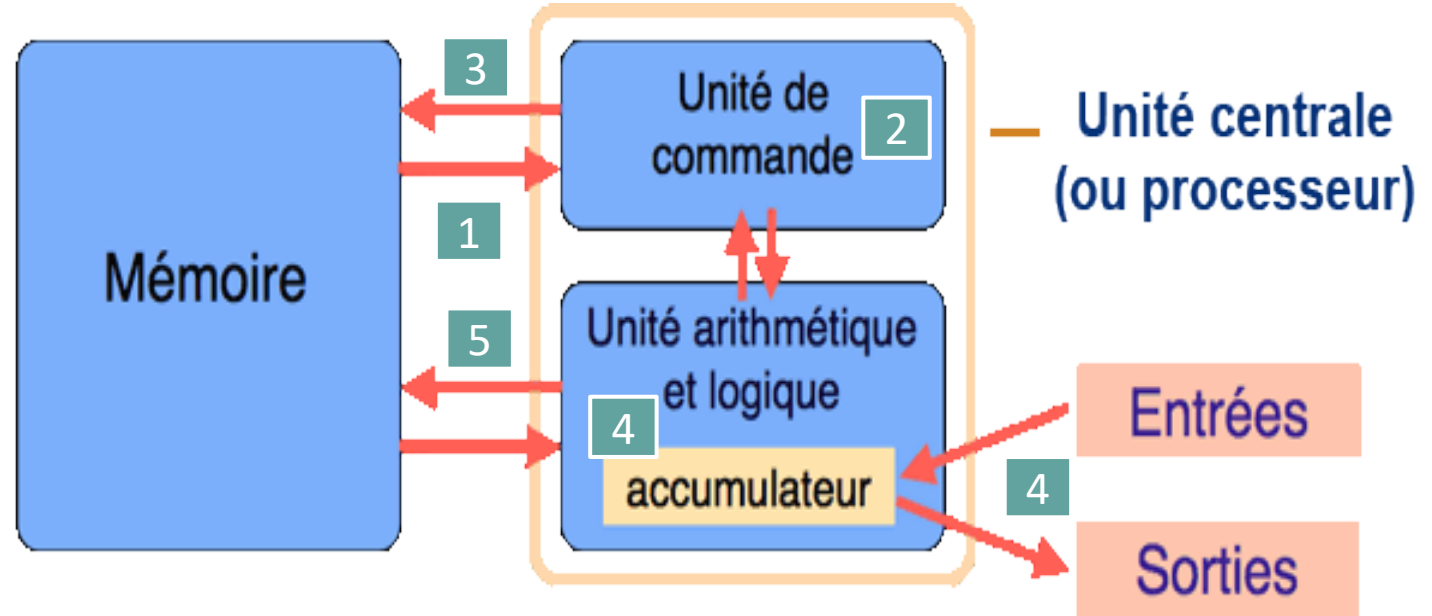 Mémoire
3
1
5
Unité de
commande
2
Unité arithmétique
et logique
4
accumulateur
Unité centrale
(ou processeur)
Entrées
4
Sorties